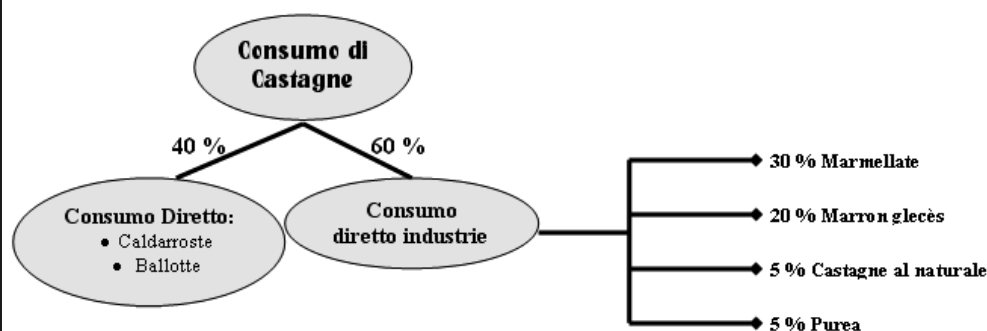 Consumo di
Castagne
40 %
60 %
Consumo Diretto:
• Caldarroste
• Ballotte
Consumo
diretto industrie
30 % Marmellate
20 % Marron glecès
5 % Castagne al naturale
5 % Purea